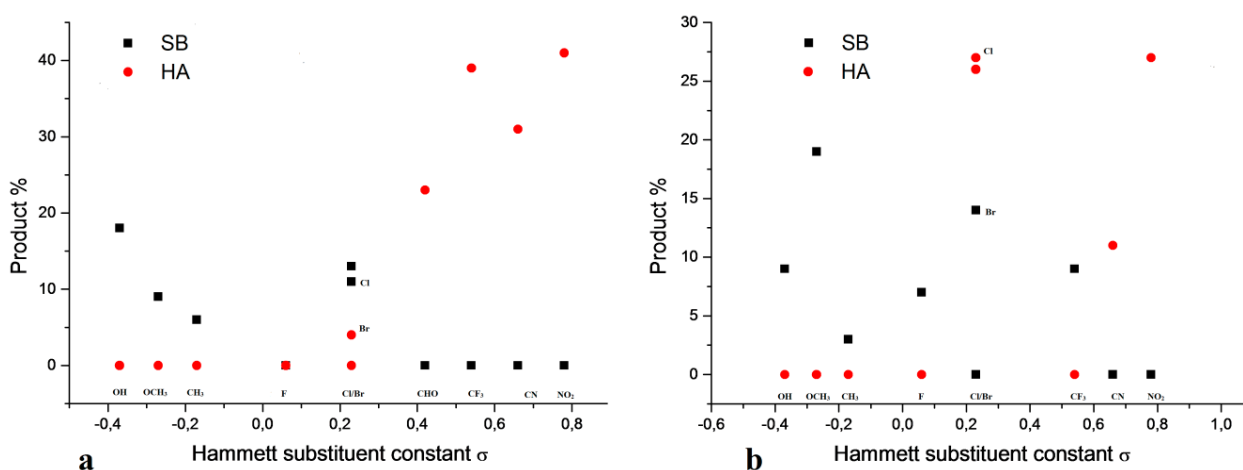 SB
HA
Product %
40
30
20
10
0
Cl
Br
OH OCH₃ CH₃ F Cl/Br CHO CF₃ CN NO₂
-0,4 -0,2 0,0 0,2 0,4 0,6 0,8
Hammett substituent constant σ
a
SB
HA
Product %
30
25
20
15
10
5
0
Cl
Br
OH OCH₃ CH₃ F Cl/Br CF₃ CN NO₂
-0,6 -0,4 -0,2 0,0 0,2 0,4 0,6 0,8 1,0
Hammett substituent constant σ
b